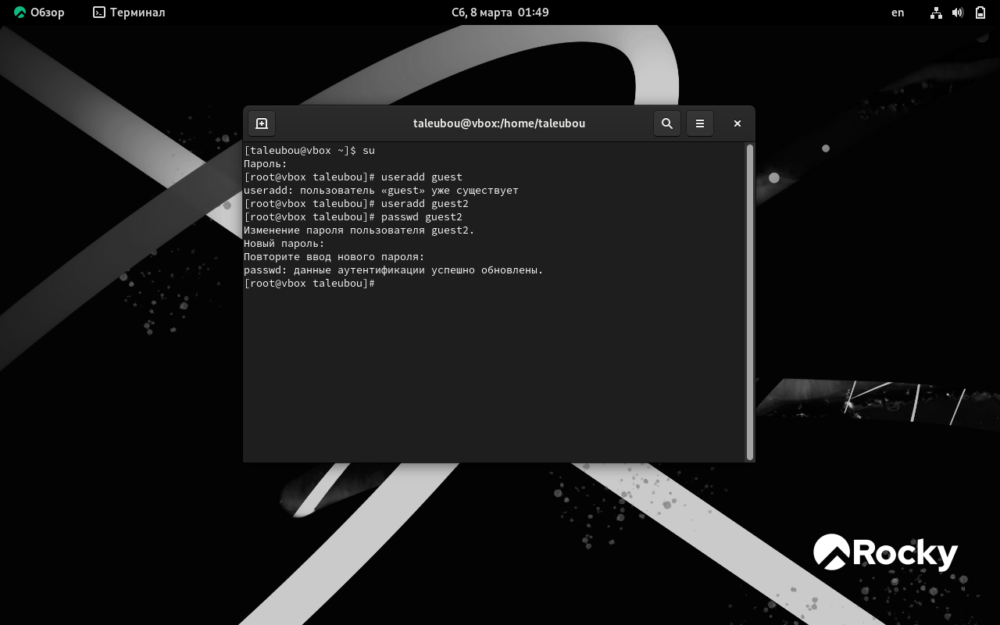 Обзор
Терминал
Сб, 8 марта 01:49
en
taleubou@vbox:/home/taleubou
[taleubou@vbox ~]$ su
Пароль:
[root@vbox taleubou]# useradd guest
useradd: пользователь «guest» уже существует
[root@vbox taleubou]# useradd guest2
[root@vbox taleubou]# passwd guest2
Изменение пароля пользователя guest2.
Новый пароль:
Повторите ввод нового пароля:
passwd: данные аутентификации успешно обновлены.
[root@vbox taleubou]#
Rocky